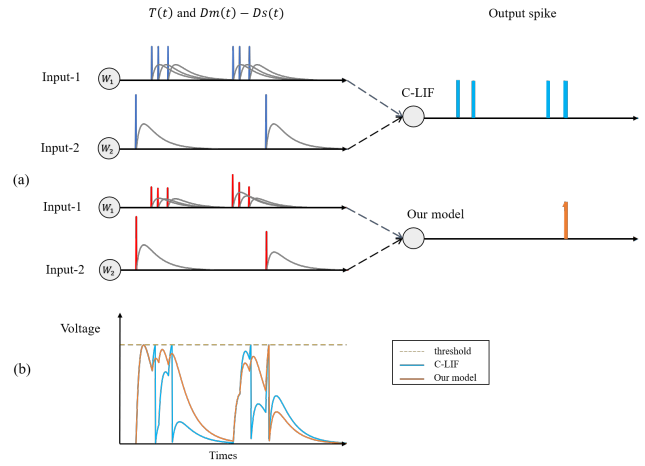 T(t) and Dm(t) − Ds(t)
Output spike
Input-1
W₁
C-LIF
Input-2
W₂
(a)
Input-1
W₁
Our model
Input-2
W₂
Voltage
threshold
C-LIF
Our model
(b)
Times